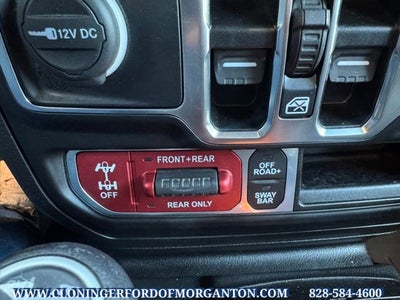 12V DC
FRONT+REAR
OFF
REAR ONLY
OFF
ROAD+
SWAY
BAR
WWW.CLONINGERFORDOFMORGANTON.COM 828-584-4600